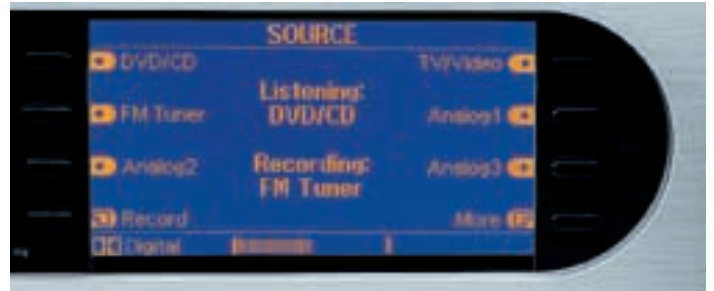 SOURCE
DVD/CD
TV/Video
Listening:
DVD/CD
FM Tuner
Analog1
Analog2
Recording:
FM Tuner
Analog3
Record
More
Digital